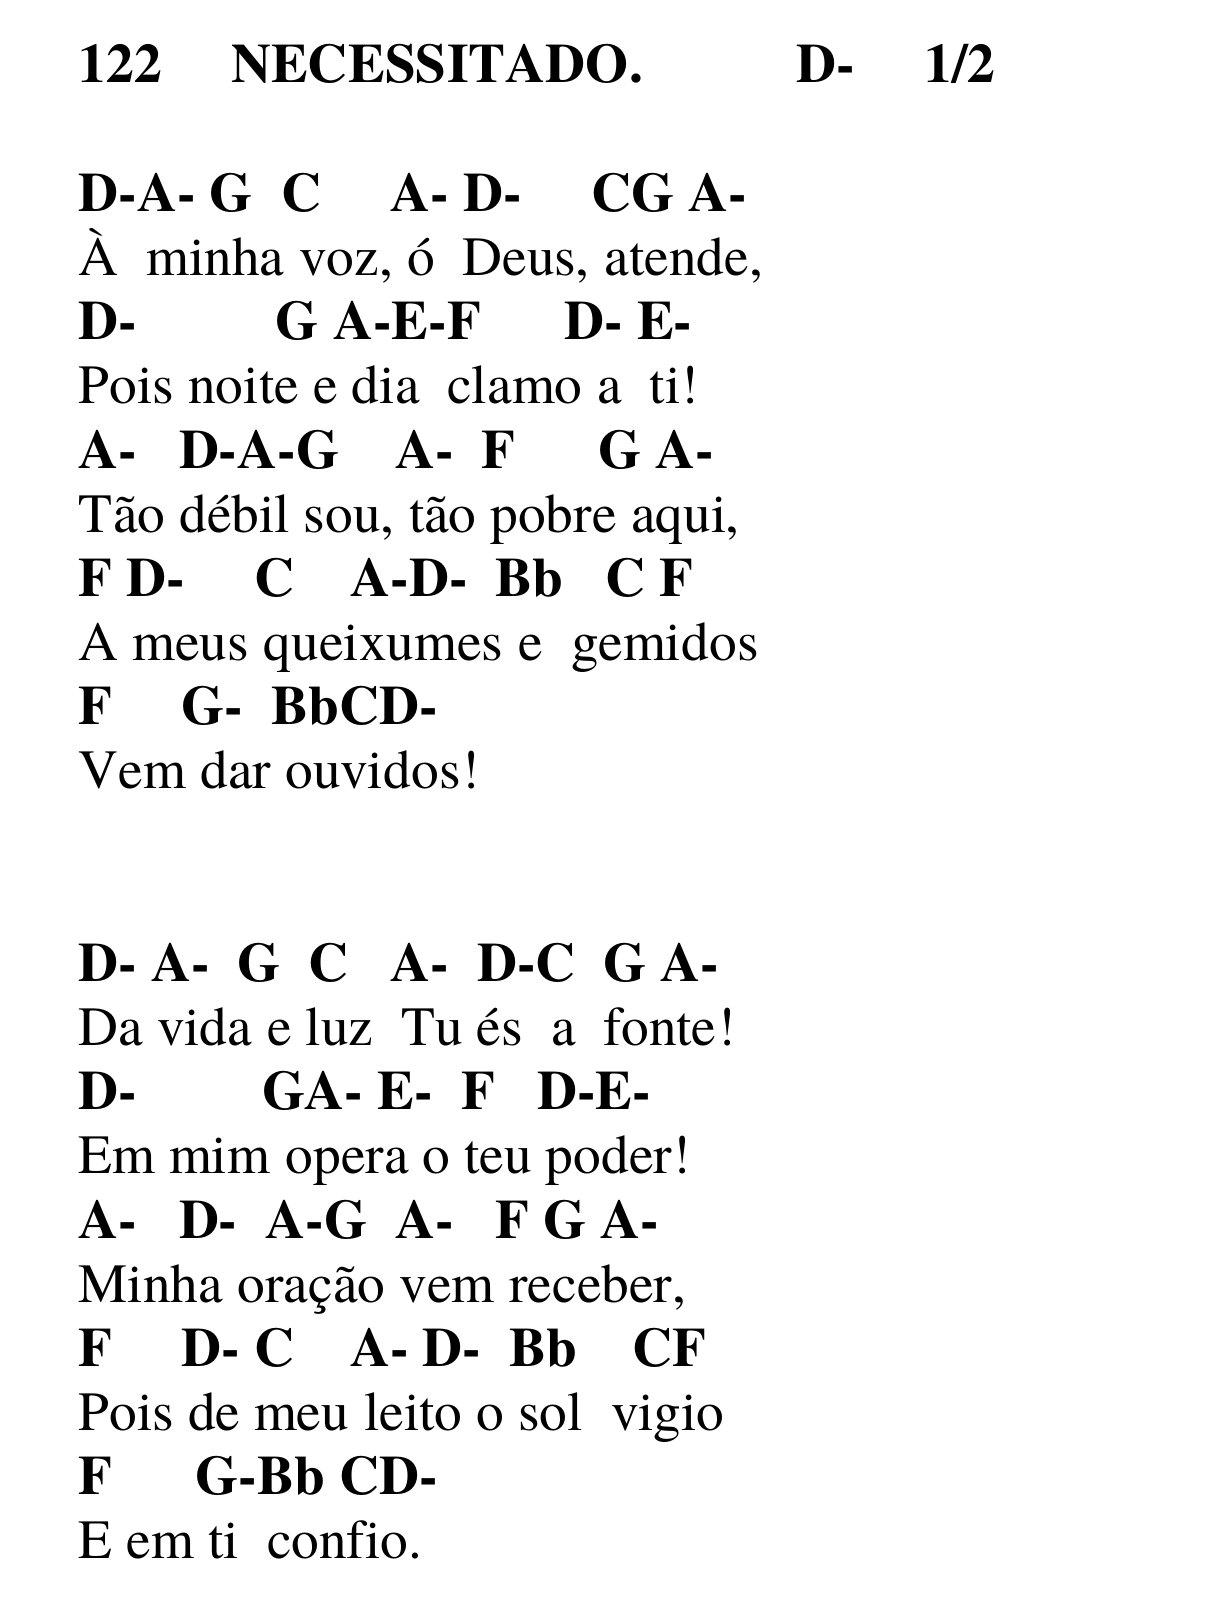 122 NECESSITADO. D- 1/2
D-A- G C A- D- CG A-
À minha voz, ó Deus, atende,
D- G A-E-F D- E-
Pois noite e dia clamo a ti!
A- D-A-G A- F G A-
Tão débil sou, tão pobre aqui,
F D- C A-D- Bb C F
A meus queixumes e gemidos
F G- BbCD-
Vem dar ouvidos!
D- A- G C A- D-C G A-
Da vida e luz Tu és a fonte!
D- GA- E- F D-E-
Em mim opera o teu poder!
A- D- A-G A- F G A-
Minha oração vem receber,
F D- C A- D- Bb CF
Pois de meu leito o sol vigio
F G-Bb CD-
E em ti confio.